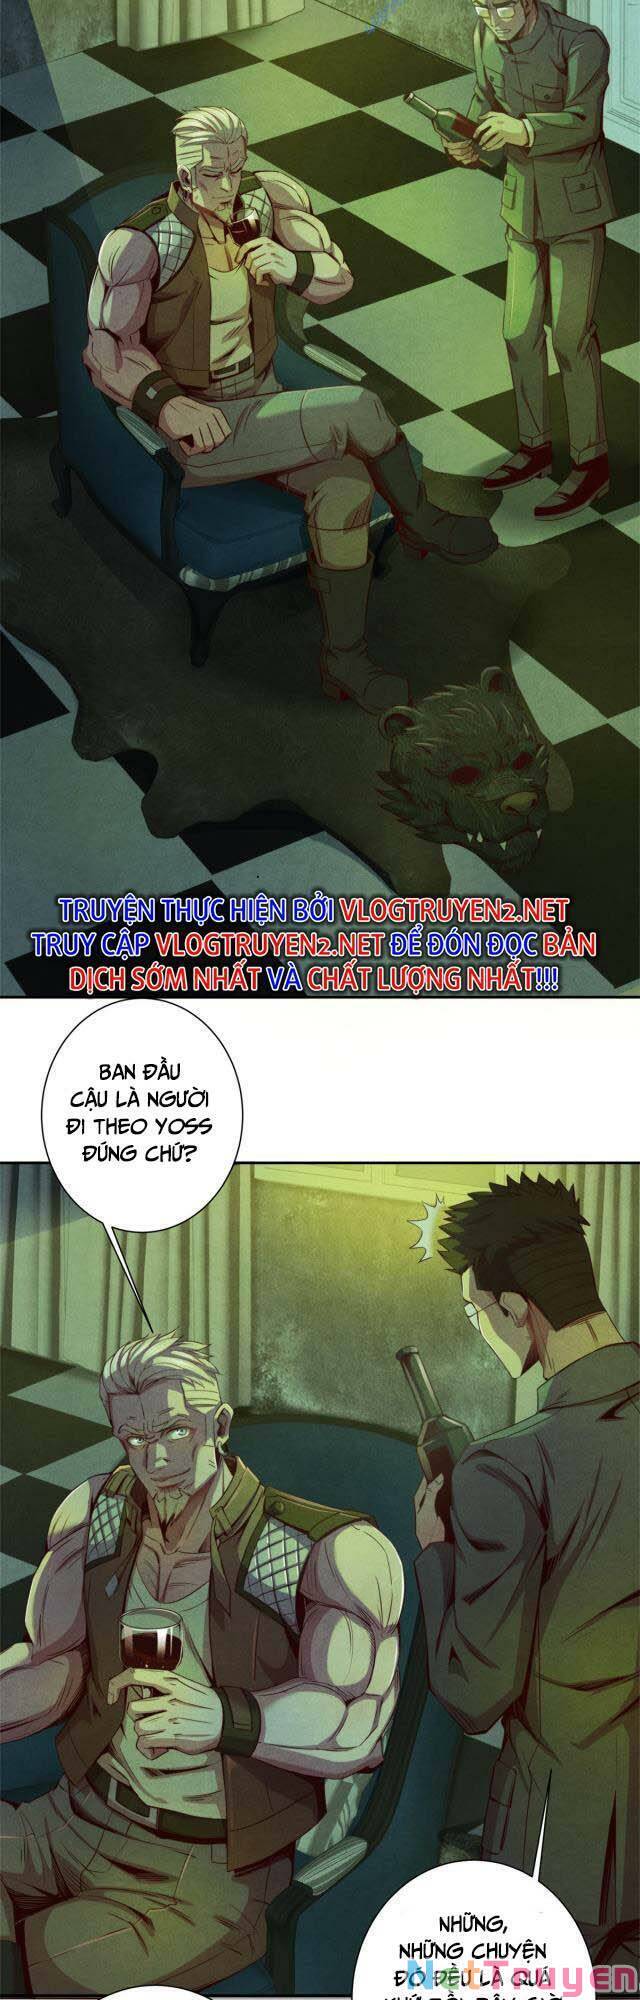 TRUYỆN THỰC HIỆN BỞI VLOGTRUYEN2.NET
TRUY CẬP VLOGTRUYEN2.NET ĐỂ ĐÓN ĐỌC BẢN
DỊCH SỚM NHẤT VÀ CHẤT LƯỢNG NHẤT!!!
BAN ĐẦU
CẬU LÀ NGƯỜI
ĐI THEO YOSS
ĐÚNG CHỨ?
NHỮNG,
NHỮNG CHUYỆN
ĐÓ ĐỀU LÀ QUÁ
NetTruyen